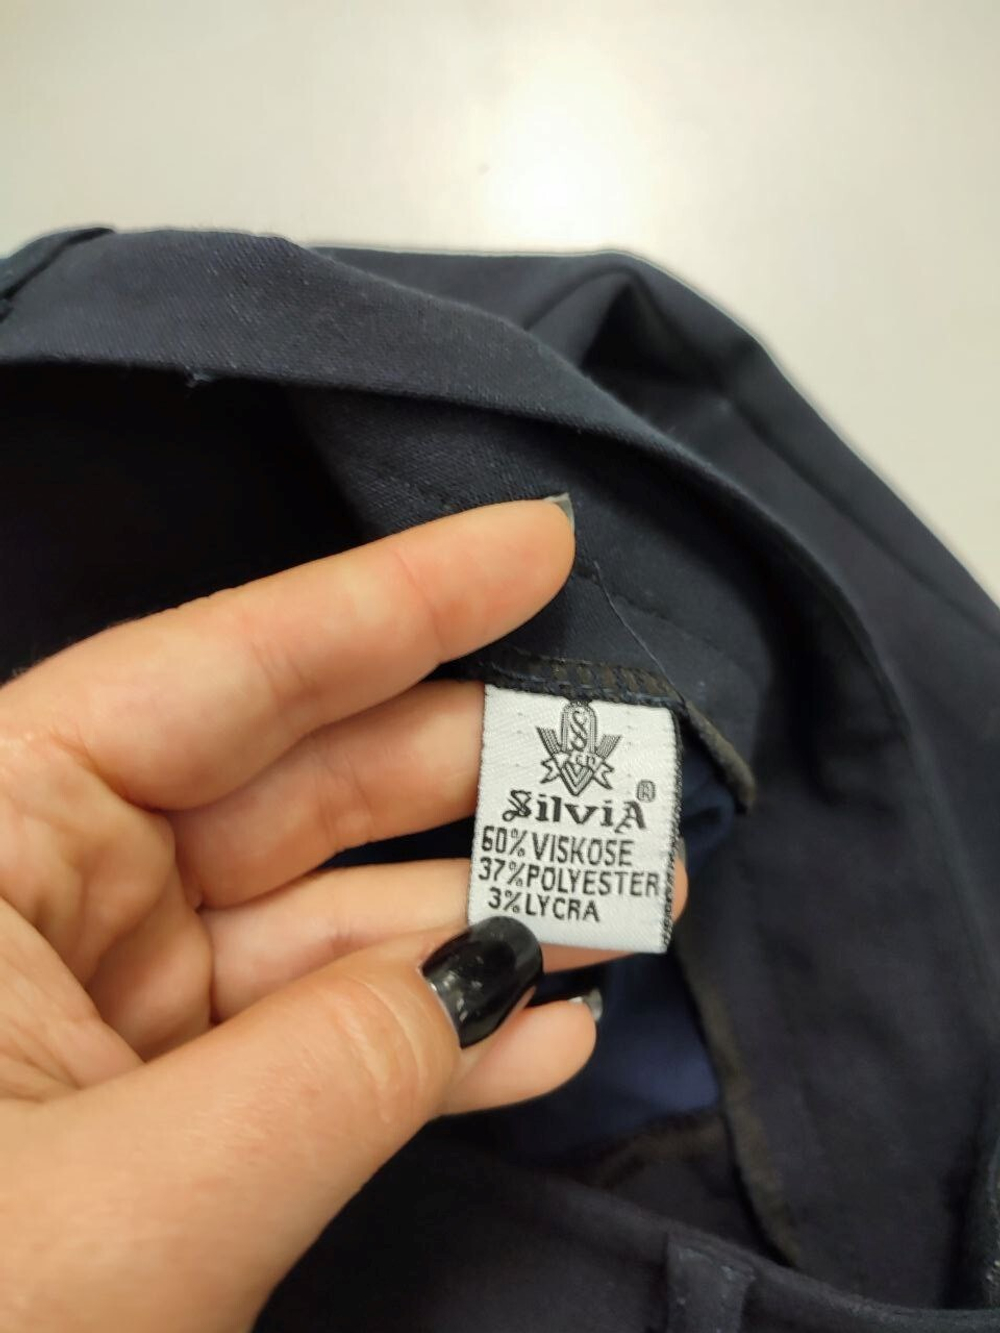 SilviA®
60% VISKOSE
37% POLYESTER
3% LYCRA